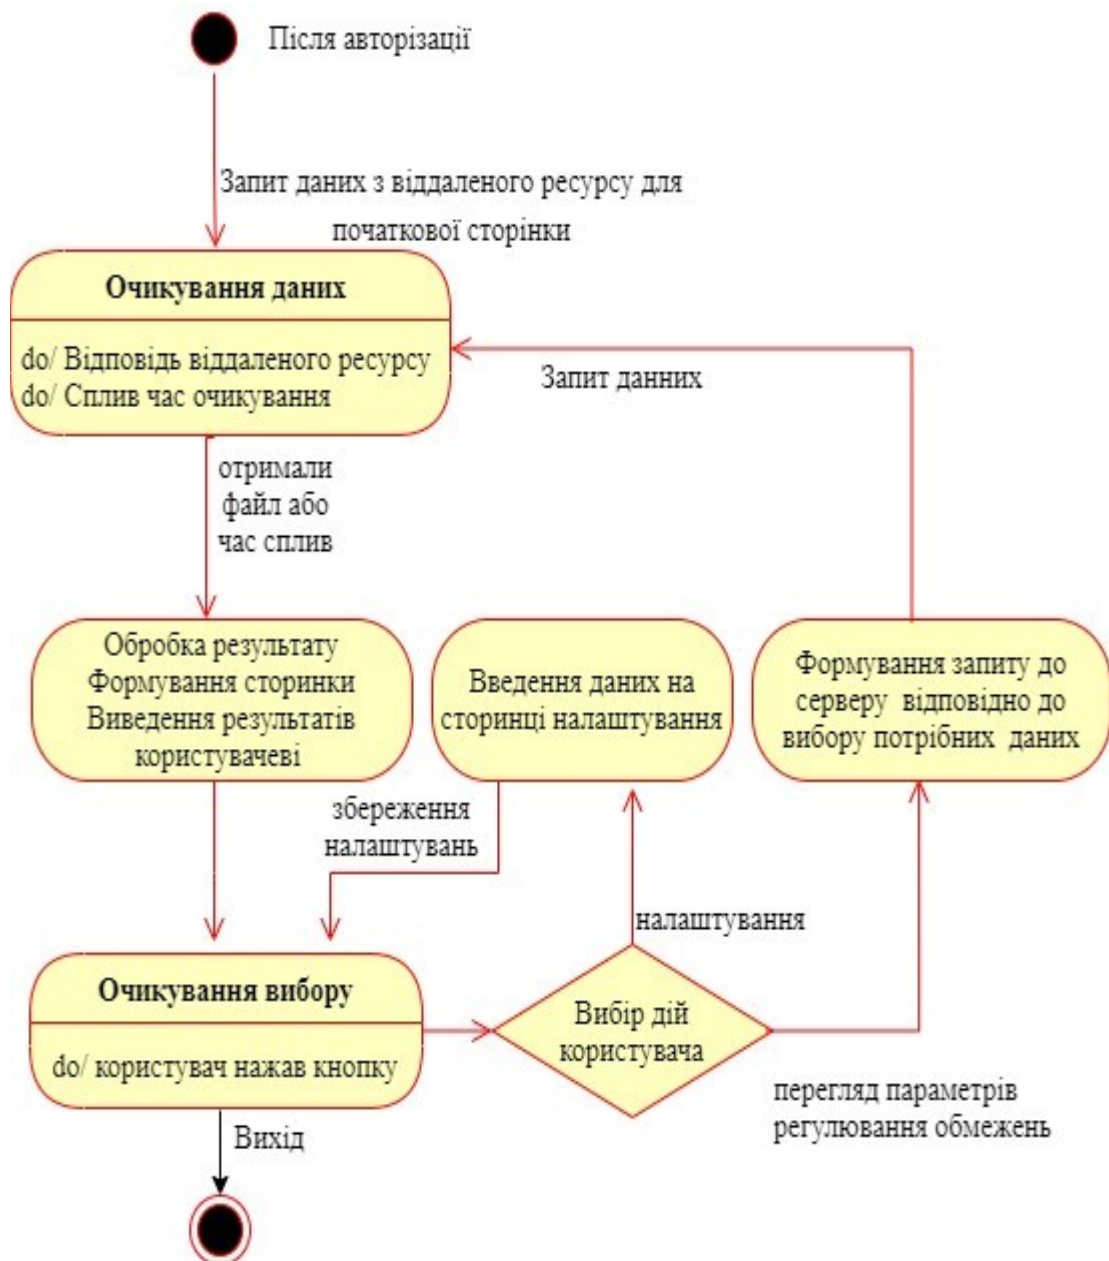 Після авторізації
Запит даних з віддаленого ресурсу для
початкової сторінки
Очикування даних
do/ Відповідь віддаленого ресурсу
do/ Сплив час очикування
Запит данних
отримали
файл або
час сплив
Обробка результату
Формування сторинки
Виведення результатів
користувачеві
Введення даних на
сторинці налаштування
Формування запиту до
серверу відповідно до
вибору потрібних даних
збереження
налаштувань
налаштування
Очикування вибору
do/ користувач нажав кнопку
Вибір дій
користувача
перегляд параметрів
регулювання обмежень
Вихід